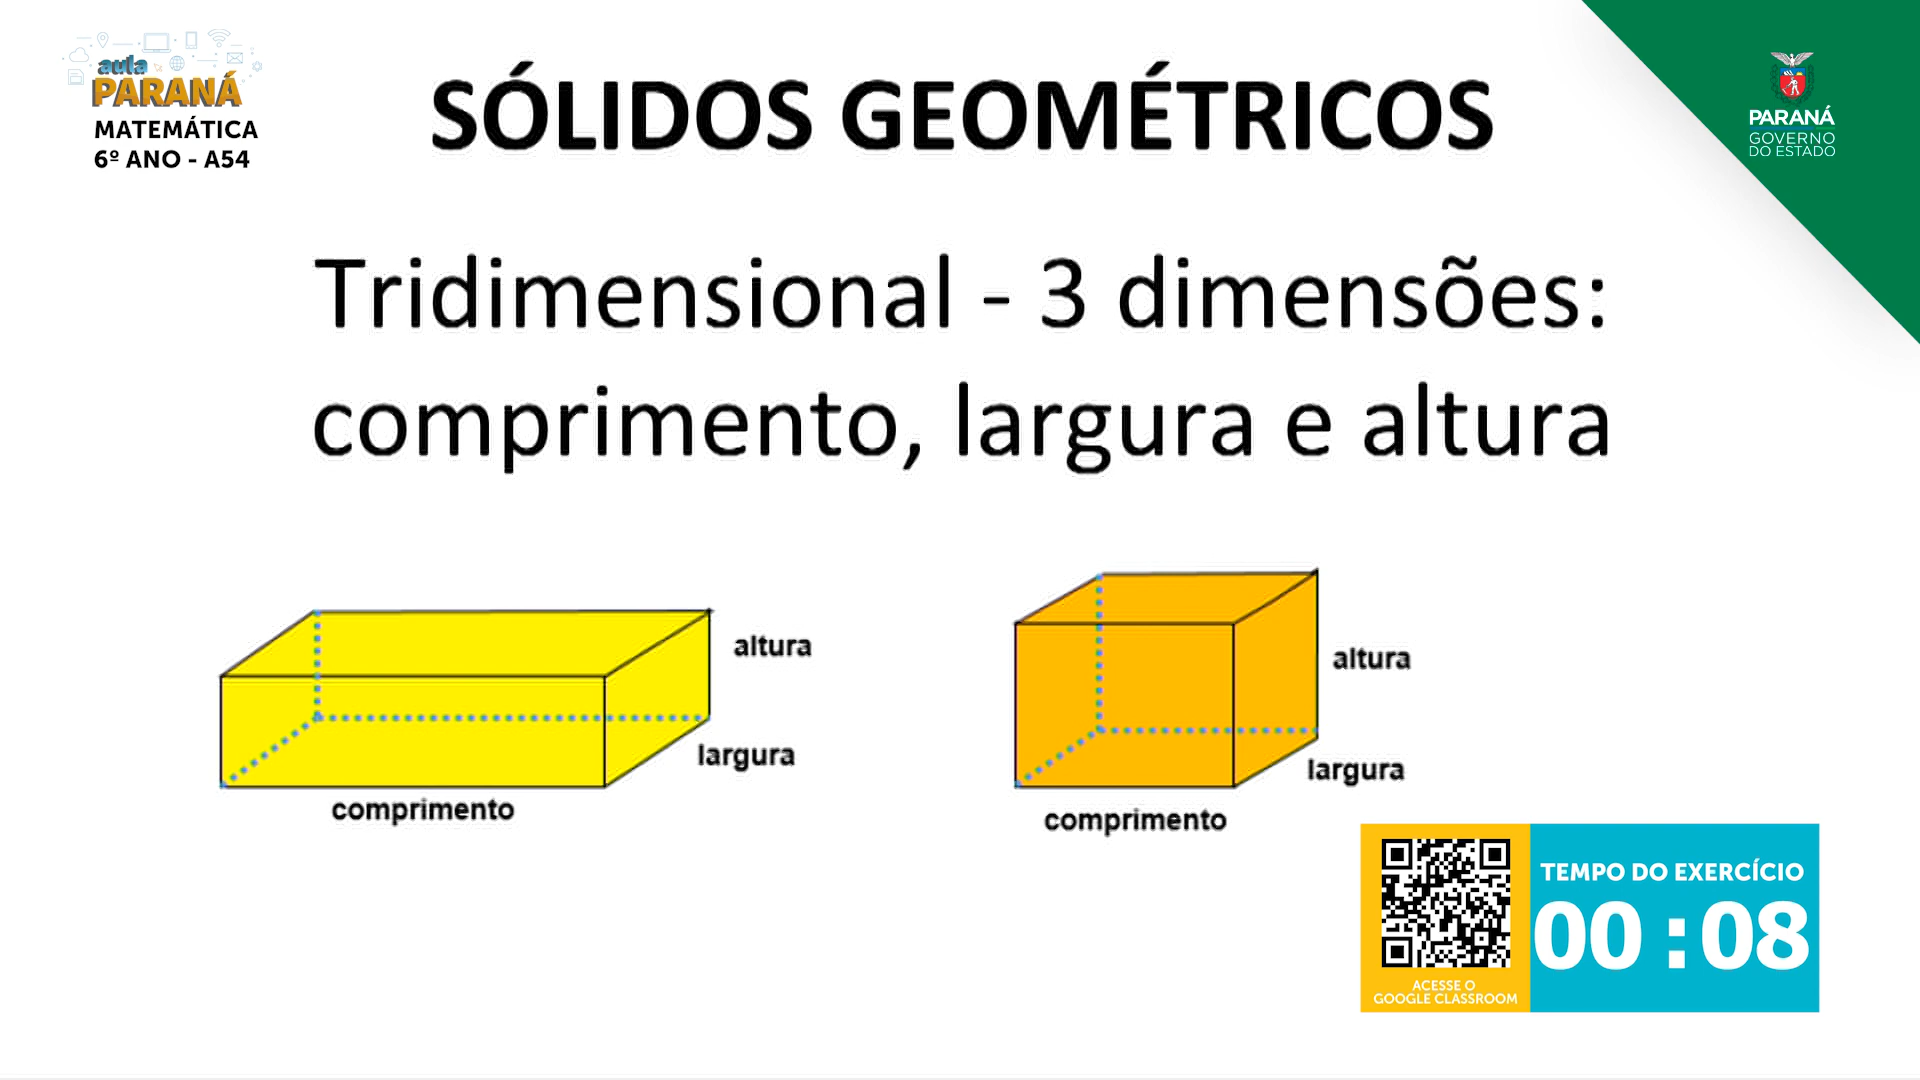 aula
PARANÁ
MATEMÁTICA
6º ANO - A54
SÓLIDOS GEOMÉTRICOS
PARANÁ
GOVERNO
DO ESTADO
Tridimensional - 3 dimensões:
comprimento, largura e altura
altura
largura
comprimento
altura
largura
comprimento
TEMPO DO EXERCÍCIO
00:08
ACESSE O
GOOGLE CLASSROOM